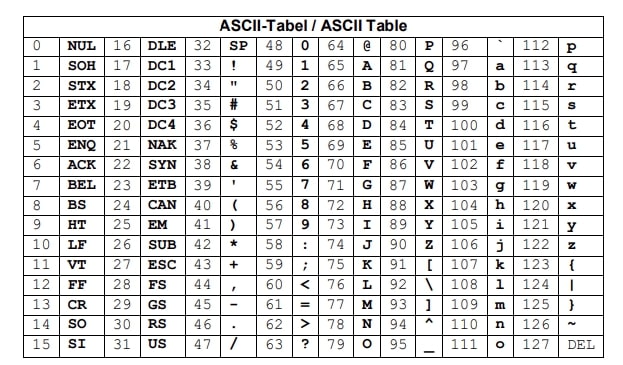 ASCII-Tabel / ASCII Table
0 NUL 16 DLE 32 SP 48 0 64 @ 80 P 96 ` 112 p
1 SOH 17 DC1 33 ! 49 1 65 A 81 Q 97 a 113 q
2 STX 18 DC2 34 " 50 2 66 B 82 R 98 b 114 r
3 ETX 19 DC3 35 # 51 3 67 C 83 S 99 c 115 s
4 EOT 20 DC4 36 $ 52 4 68 D 84 T 100 d 116 t
5 ENQ 21 NAK 37 % 53 5 69 E 85 U 101 e 117 u
6 ACK 22 SYN 38 & 54 6 70 F 86 V 102 f 118 v
7 BEL 23 ETB 39 ' 55 7 71 G 87 W 103 g 119 w
8 BS 24 CAN 40 ( 56 8 72 H 88 X 104 h 120 x
9 HT 25 EM 41 ) 57 9 73 I 89 Y 105 i 121 y
10 LF 26 SUB 42 * 58 : 74 J 90 Z 106 j 122 z
11 VT 27 ESC 43 + 59 ; 75 K 91 [ 107 k 123 {
12 FF 28 FS 44 , 60 < 76 L 92 \ 108 l 124 |
13 CR 29 GS 45 - 61 = 77 M 93 ] 109 m 125 }
14 SO 30 RS 46 . 62 > 78 N 94 ^ 110 n 126 ~
15 SI 31 US 47 / 63 ? 79 O 95 _ 111 o 127 DEL